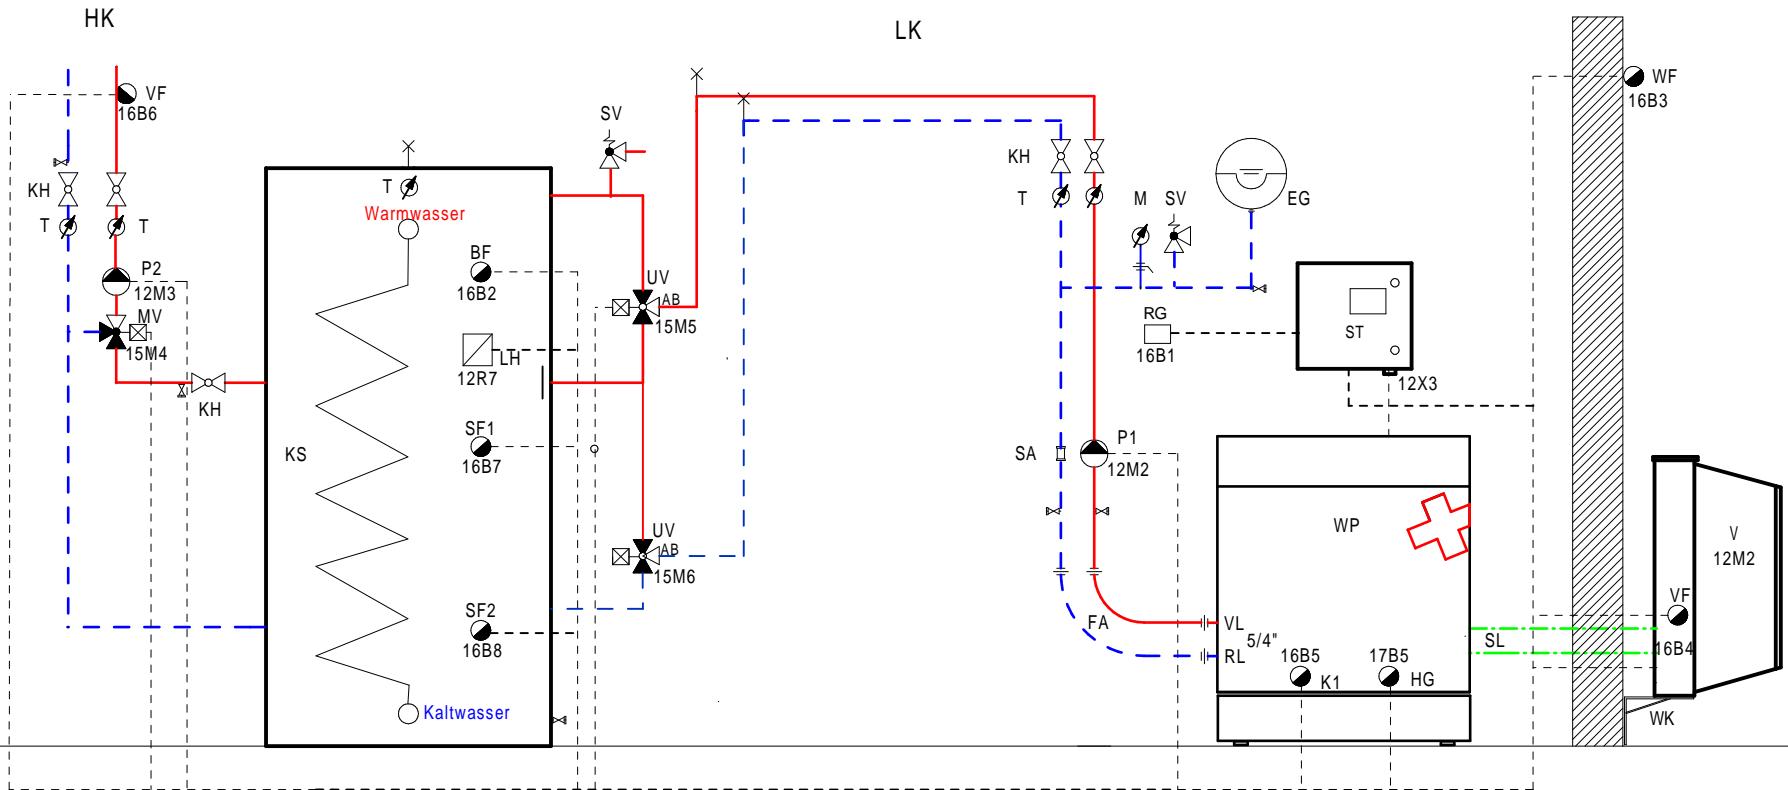 HK
LK
VF
16B6
KH
T
T
P2
12M3
MV
15M4
KH
T
Warmwasser
BF
16B2
LH
12R7
SF1
16B7
KS
SF2
16B8
Kaltwasser
SV
UV
AB
15M5
UV
AB
15M6
KH
T
M
SV
EG
RG
16B1
ST
12X3
SA
P1
12M2
FA
VL
5/4"
RL
WP
16B5
K1
17B5
HG
SL
WF
16B3
V
12M2
VF
16B4
WK